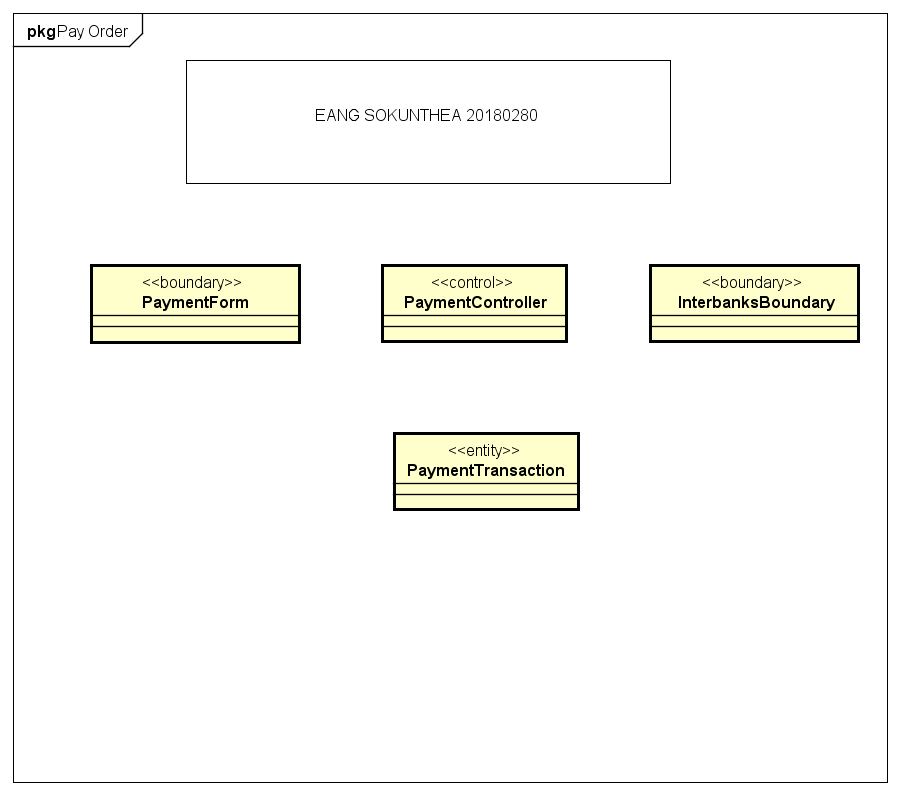 pkgPay Order
EANG SOKUNTHEA 20180280
<<boundary>>
PaymentForm
<<control>>
PaymentController
<<boundary>>
InterbanksBoundary
<<entity>>
PaymentTransaction